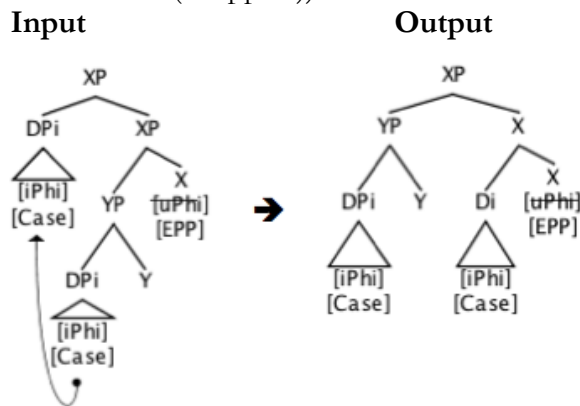 Input Output
XP XP
DPi XP YP X
[iPhi] YP X DPi Y Di X
[Case] [uPhi] [uPhi]
[EPP] [EPP]
DPi Y [iPhi] [iPhi]
[iPhi] [Case] [Case]
[Case]